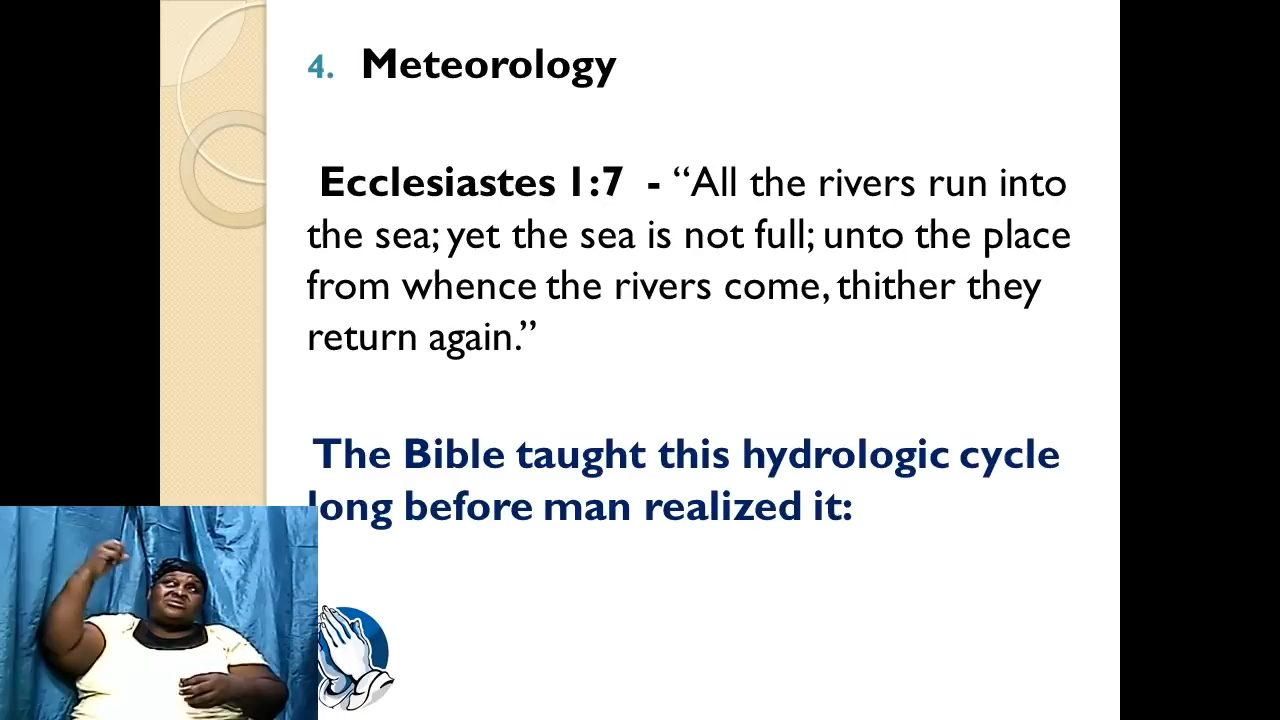 4. Meteorology
Ecclesiastes 1:7 - “All the rivers run into
the sea; yet the sea is not full; unto the place
from whence the rivers come, thither they
return again.”
The Bible taught this hydrologic cycle
long before man realized it: